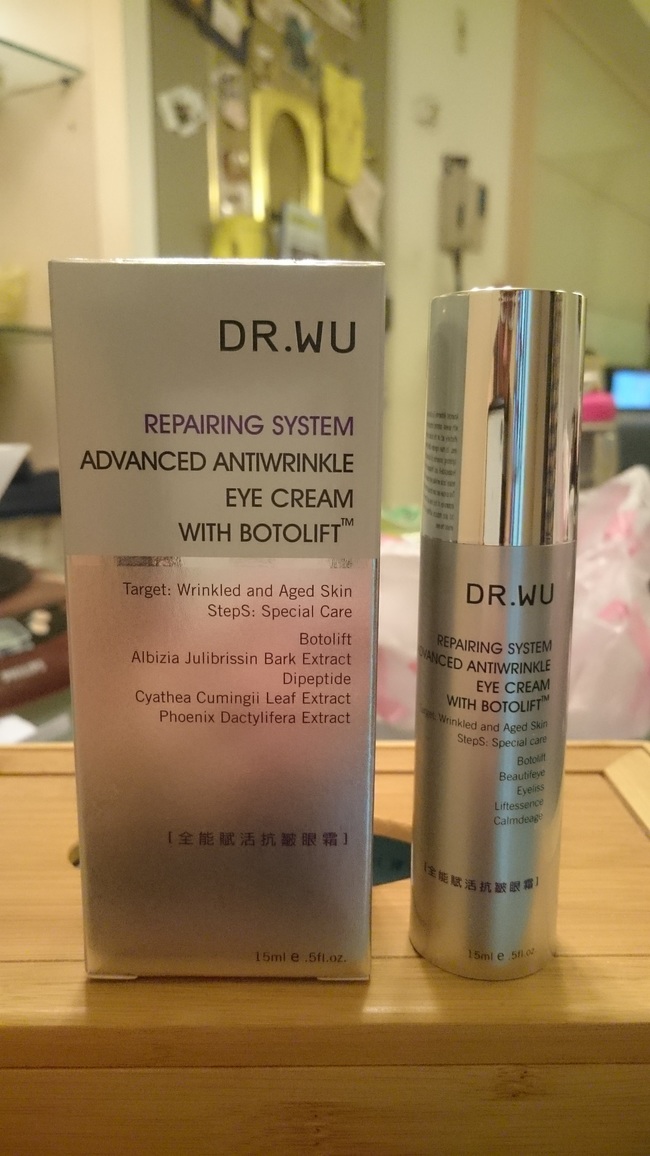 DR.WU
REPAIRING SYSTEM
ADVANCED ANTIWRINKLE
EYE CREAM
WITH BOTOLIFT™
Target: Wrinkled and Aged Skin
StepS: Special Care
Botolift
Albizia Julibrissin Bark Extract
Dipeptide
Cyathea Cumingii Leaf Extract
Phoenix Dactylifera Extract
[全能賦活抗皺眼霜]
15ml e .5fl.oz.
DR.WU
REPAIRING SYSTEM
ANTIWRINKLE
EYE CREAM
WITH BOTOLIFT™
Wrinkled and Aged Skin
StepS: Special care
Botolift
Beautifeye
Eyeliss
Liftessence
Calmdeage
[全能賦活抗皺眼霜]
15ml e .5fl.oz.